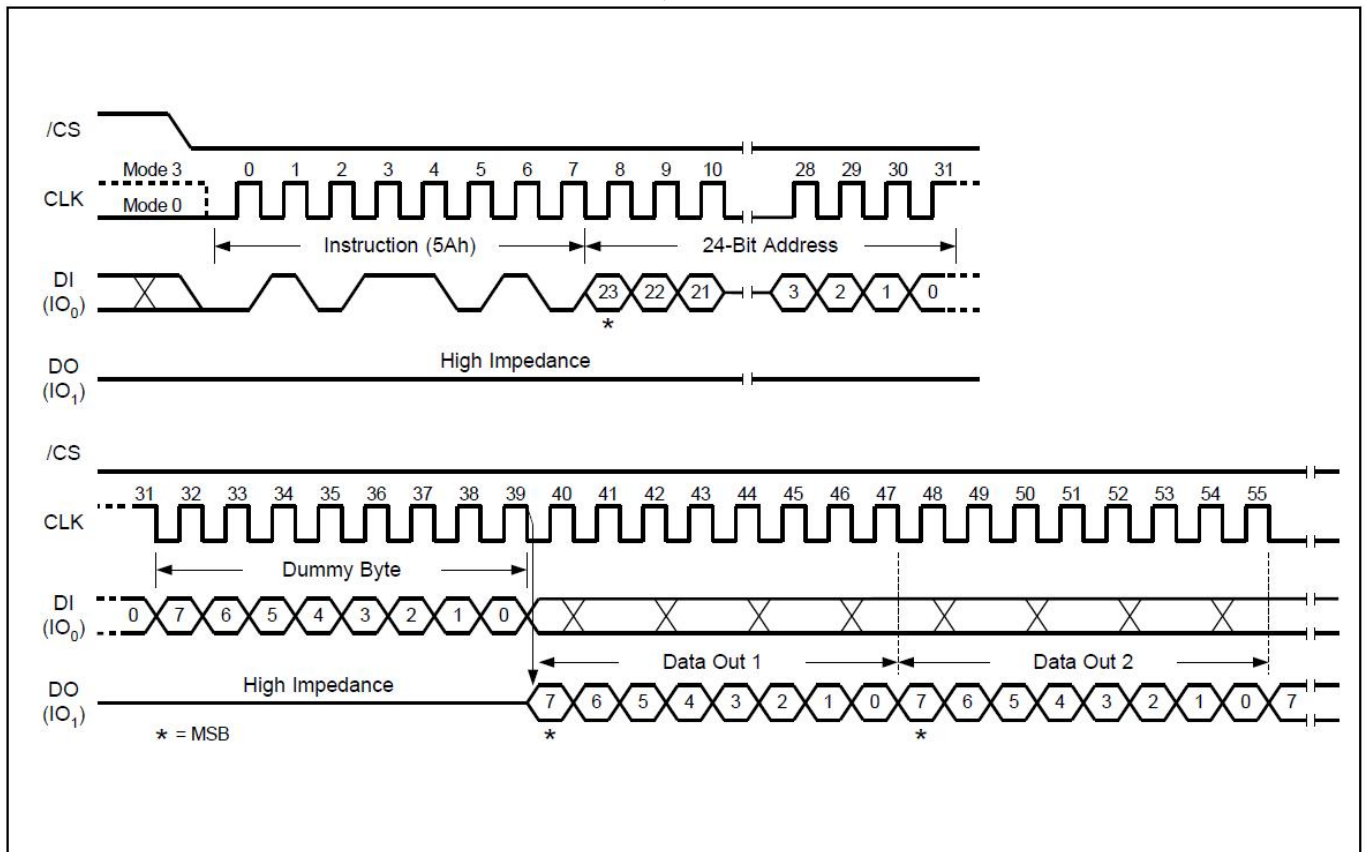 /CS
Mode 3
0 1 2 3 4 5 6 7 8 9 10 28 29 30 31
CLK
Mode 0
Instruction (5Ah)
24-Bit Address
DI
(IO0)
23 22 21 3 2 1 0
*
High Impedance
DO
(IO1)
/CS
31 32 33 34 35 36 37 38 39 40 41 42 43 44 45 46 47 48 49 50 51 52 53 54 55
CLK
Dummy Byte
DI
(IO0)
0 7 6 5 4 3 2 1 0
Data Out 1
Data Out 2
High Impedance
DO
(IO1)
7 6 5 4 3 2 1 0 7 6 5 4 3 2 1 0 7
* *
* = MSB